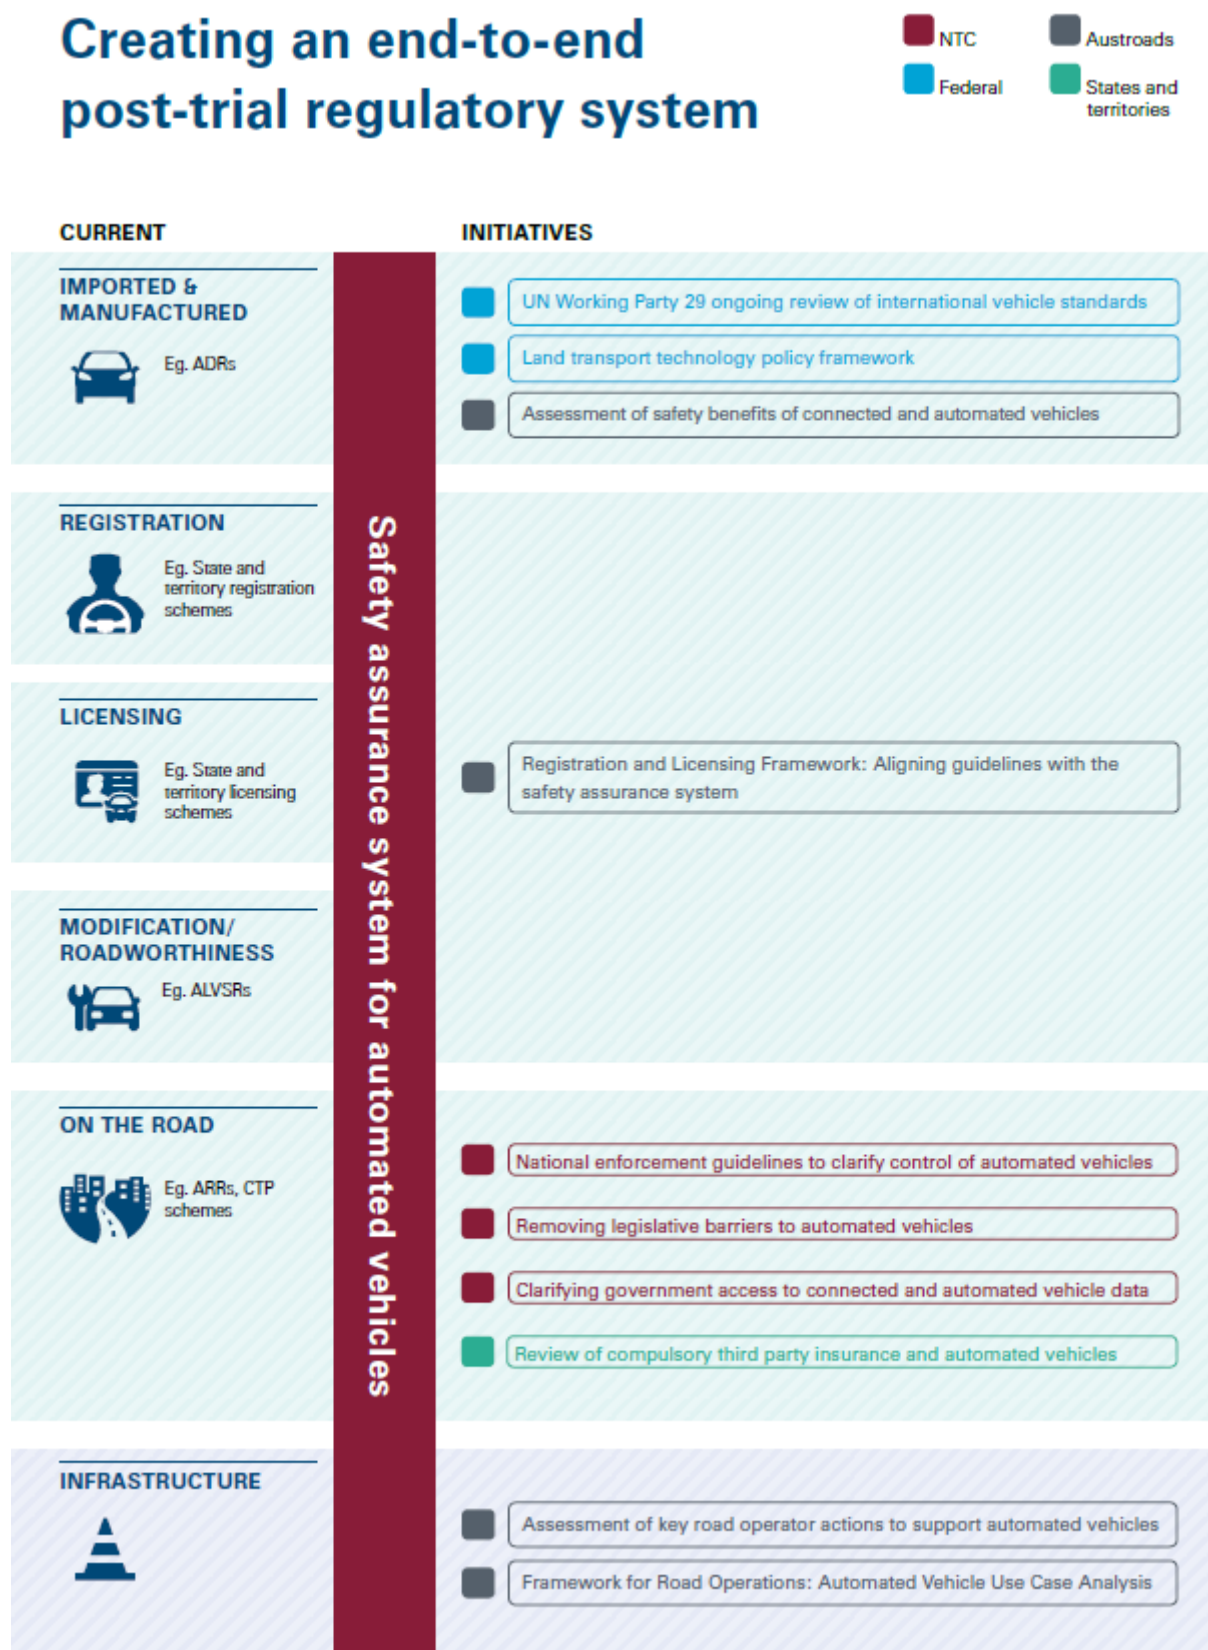 Creating an end-to-end
post-trial regulatory system
NTC
Austroads
Federal
States and
territories
CURRENT
INITIATIVES
IMPORTED &
MANUFACTURED
Eg. ADRs
UN Working Party 29 ongoing review of international vehicle standards
Land transport technology policy framework
Assessment of safety benefits of connected and automated vehicles
REGISTRATION
Eg. State and
territory registration
schemes
LICENSING
Eg. State and
territory licensing
schemes
Registration and Licensing Framework: Aligning guidelines with the
safety assurance system
MODIFICATION/
ROADWORTHINESS
Eg. ALVSRs
Safety assurance system for automated vehicles
ON THE ROAD
Eg. ARRs, CTP
schemes
National enforcement guidelines to clarify control of automated vehicles
Removing legislative barriers to automated vehicles
Clarifying government access to connected and automated vehicle data
Review of compulsory third party insurance and automated vehicles
INFRASTRUCTURE
Assessment of key road operator actions to support automated vehicles
Framework for Road Operations: Automated Vehicle Use Case Analysis